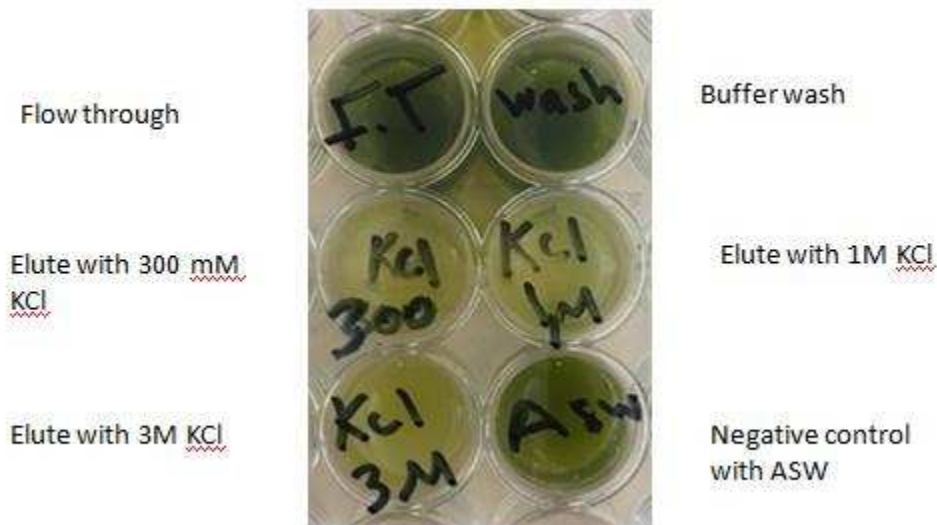 Flow through
F.T
wash
Buffer wash
Elute with 300 mM
KCl
KCl
300
KCl
1M
Elute with 1M KCl
Elute with 3M KCl
KCl
3M
ASW
Negative control
with ASW